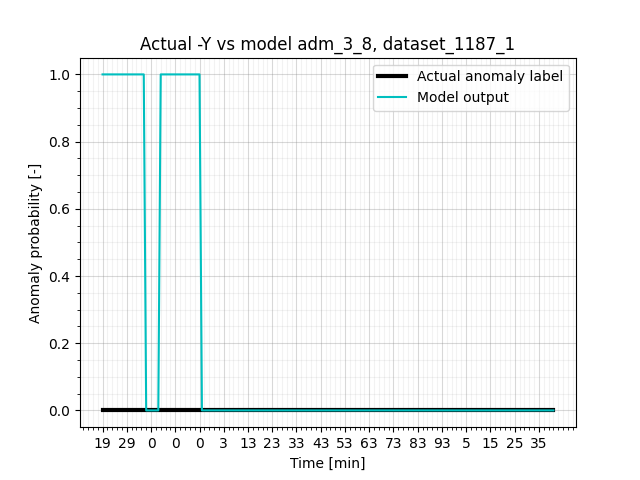 Actual -Y vs model adm_3_8, dataset_1187_1
Actual anomaly label
Model output
Anomaly probability [-]
1.0
0.8
0.6
0.4
0.2
0.0
19 29 0 0 0 3 13 23 33 43 53 63 73 83 93 5 15 25 35
Time [min]